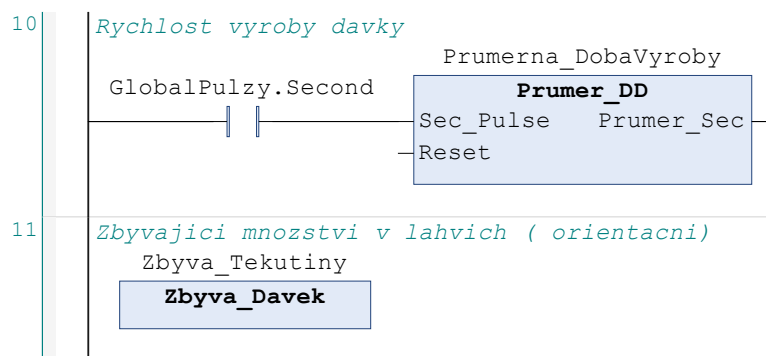 10 Rychlost vyroby davky
Prumerna_DobaVyroby
GlobalPulzy.Second
Prumer_DD
Sec_Pulse Prumer_Sec
Reset
11 Zbyvajici mnozstvi v lahvich ( orientacni)
Zbyva_Tekutiny
Zbyva_Davek